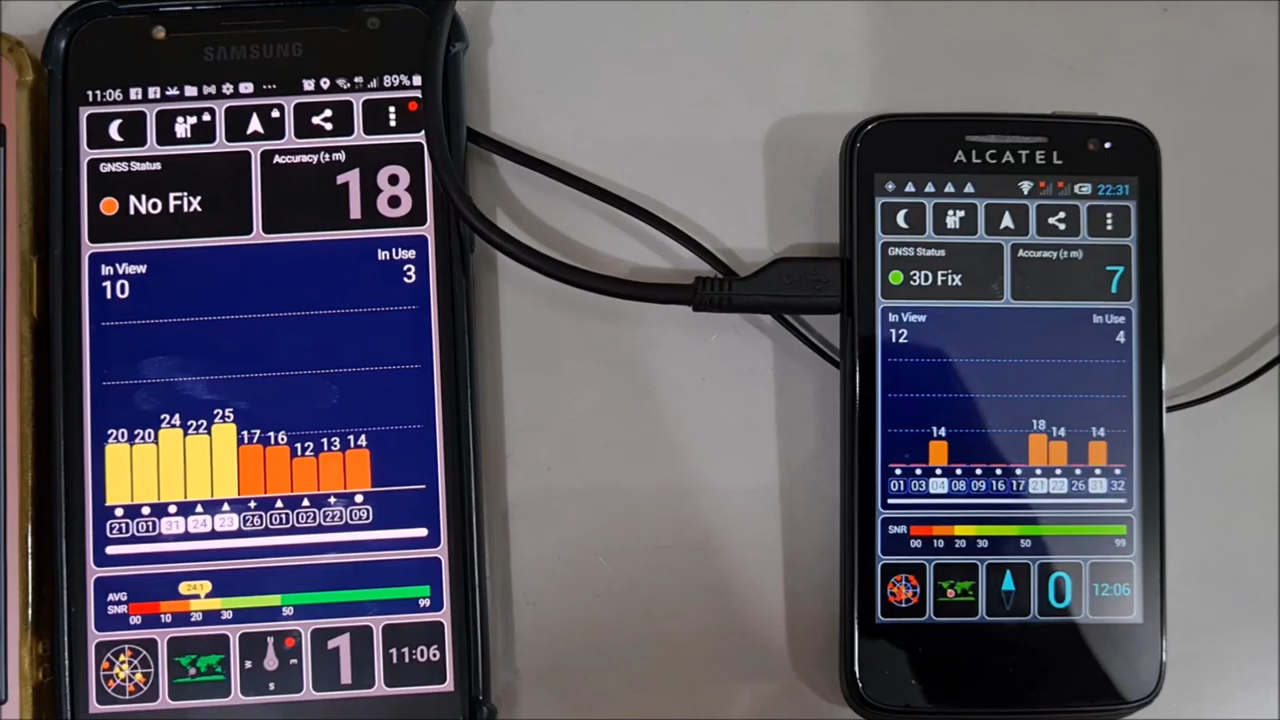 SAMSUNG
11:06 ... 4G 89%
GNSS Status
No Fix
Accuracy (± m)
18
In View
10
In Use
3
20 20 24 22 25 17 16 12 13 14
21 01 31 24 23 26 01 02 22 09
24.1
AVG
SNR
00 10 20 30 50 99
W S
1
11:06
ALCATEL
22:31
GNSS Status
3D Fix
Accuracy (± m)
7
In View
12
In Use
4
14 18 14 14
01 03 04 08 09 16 17 21 22 26 31 32
SNR
00 10 20 30 50 99
0
12:06